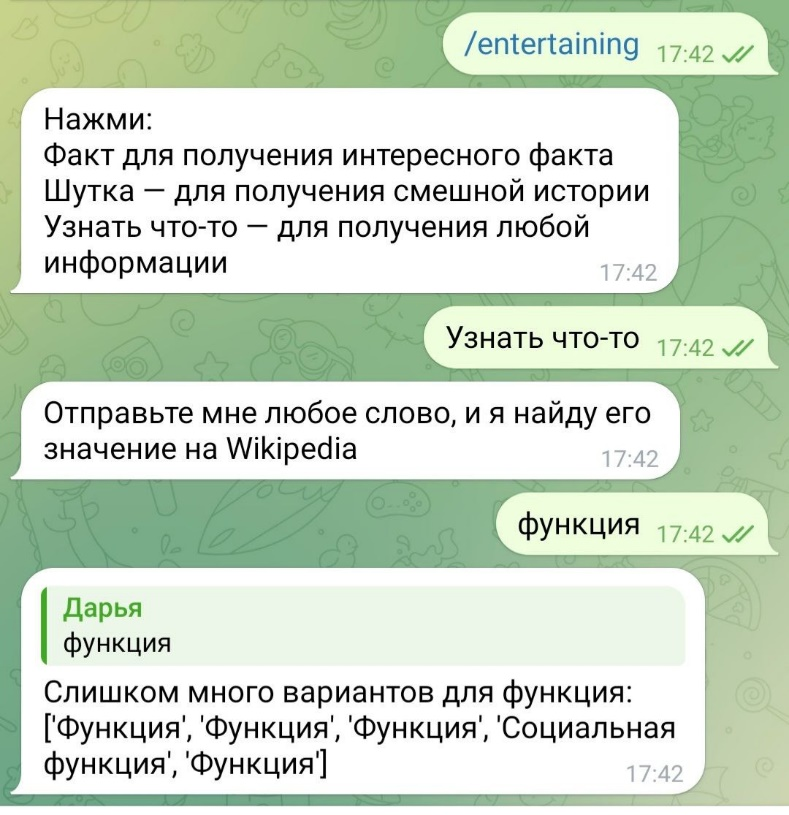 /entertaining 17:42
Нажми:
Факт для получения интересного факта
Шутка — для получения смешной истории
Узнать что-то — для получения любой
информации 17:42
Узнать что-то 17:42
Отправьте мне любое слово, и я найду его
значение на Wikipedia 17:42
функция 17:42
Дарья
функция
Слишком много вариантов для функция:
['Функция', 'Функция', 'Функция', 'Социальная
функция', 'Функция'] 17:42